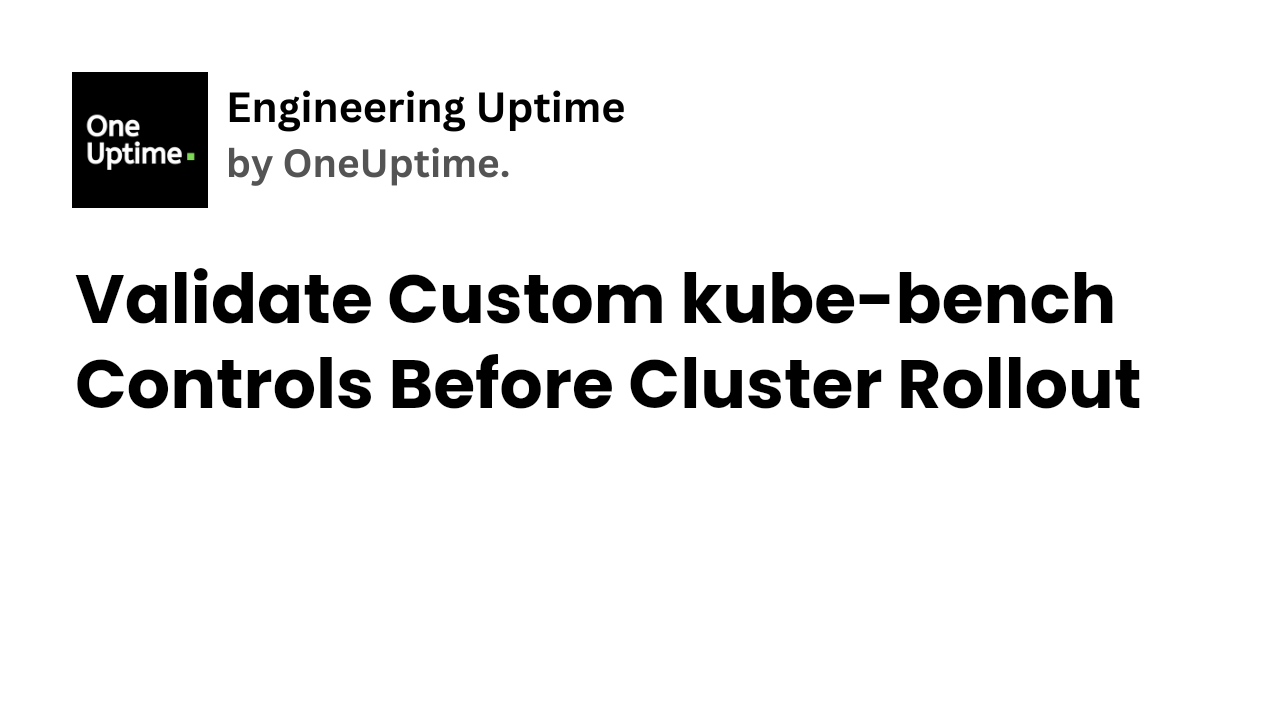 One
Uptime
Engineering Uptime
by OneUptime.
Validate Custom kube-bench
Controls Before Cluster Rollout